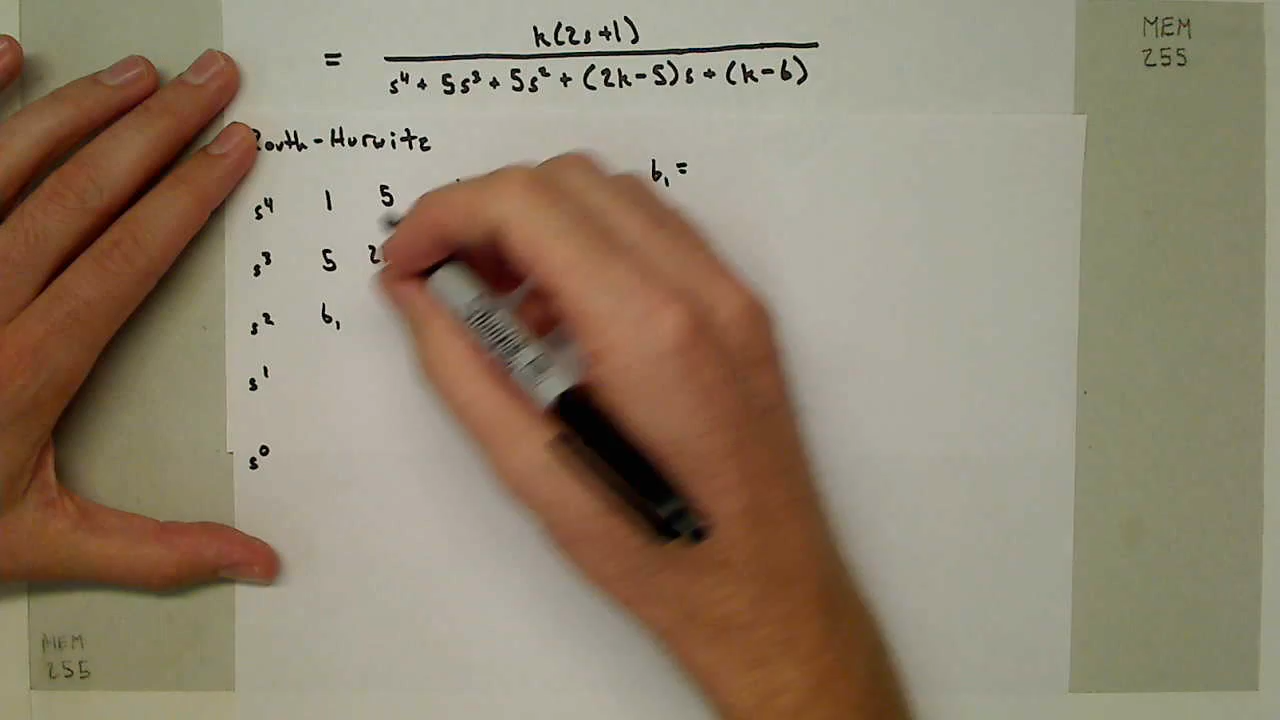 k(2s+1)
= s⁴ + 5s³ + 5s² + (2k-5)s + (k-6)
MEM
255
Routh-Hurwitz
b₁ =
s⁴ 1 5
s³ 5 2
s² b₁
s¹
s⁰
MEM
255